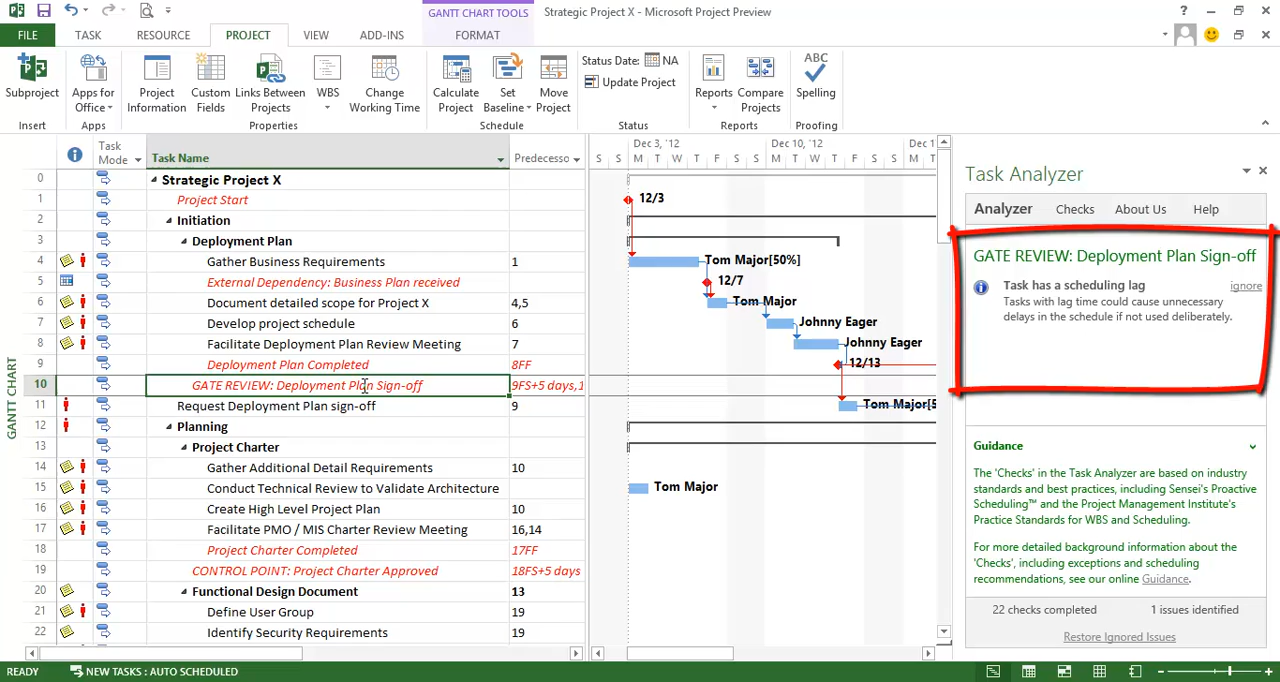 GANTT CHART TOOLS
Strategic Project X - Microsoft Project Preview
?
FILE TASK RESOURCE PROJECT VIEW ADD-INS FORMAT
Subproject
Apps for
Office
Project
Information
Custom
Fields
Links Between
Projects
WBS
Change
Working Time
Calculate
Project
Set
Baseline
Move
Project
Status Date: NA
Update Project
Reports
Compare
Projects
ABC
Spelling
Insert Apps Properties Schedule Status Reports Proofing
GANTT CHART
Task
Mode
Task Name
Predecesso
Dec 3, '12 Dec 10, '12 Dec 1
S S M T W T F S S M T W T F S S M T
0 Strategic Project X
1 Project Start 12/3
2 Initiation
3 Deployment Plan
4 Gather Business Requirements 1 Tom Major[50%]
5 External Dependency: Business Plan received 12/7
6 Document detailed scope for Project X 4,5 Tom Major
7 Develop project schedule 6 Johnny Eager
8 Facilitate Deployment Plan Review Meeting 7 Johnny Eager
9 Deployment Plan Completed 8FF 12/13
10 GATE REVIEW: Deployment Plan Sign-off 9FS+5 days,1
11 Request Deployment Plan sign-off 9 Tom Major[5
12 Planning
13 Project Charter
14 Gather Additional Detail Requirements 10
15 Conduct Technical Review to Validate Architecture Tom Major
16 Create High Level Project Plan 10
17 Facilitate PMO / MIS Charter Review Meeting 16,14
18 Project Charter Completed 17FF
19 CONTROL POINT: Project Charter Approved 18FS+5 days
20 Functional Design Document 13
21 Define User Group 19
22 Identify Security Requirements 19
Task Analyzer
Analyzer Checks About Us Help
GATE REVIEW: Deployment Plan Sign-off
Task has a scheduling lag ignore
Tasks with lag time could cause unnecessary
delays in the schedule if not used deliberately.
Guidance
The 'Checks' in the Task Analyzer are based on industry
standards and best practices, including Sensei's Proactive
Scheduling™ and the Project Management Institute's
Practice Standards for WBS and Scheduling.
For more detailed background information about the
'Checks', including exceptions and scheduling
recommendations, see our online Guidance.
22 checks completed 1 issues identified
Restore Ignored Issues
READY NEW TASKS : AUTO SCHEDULED